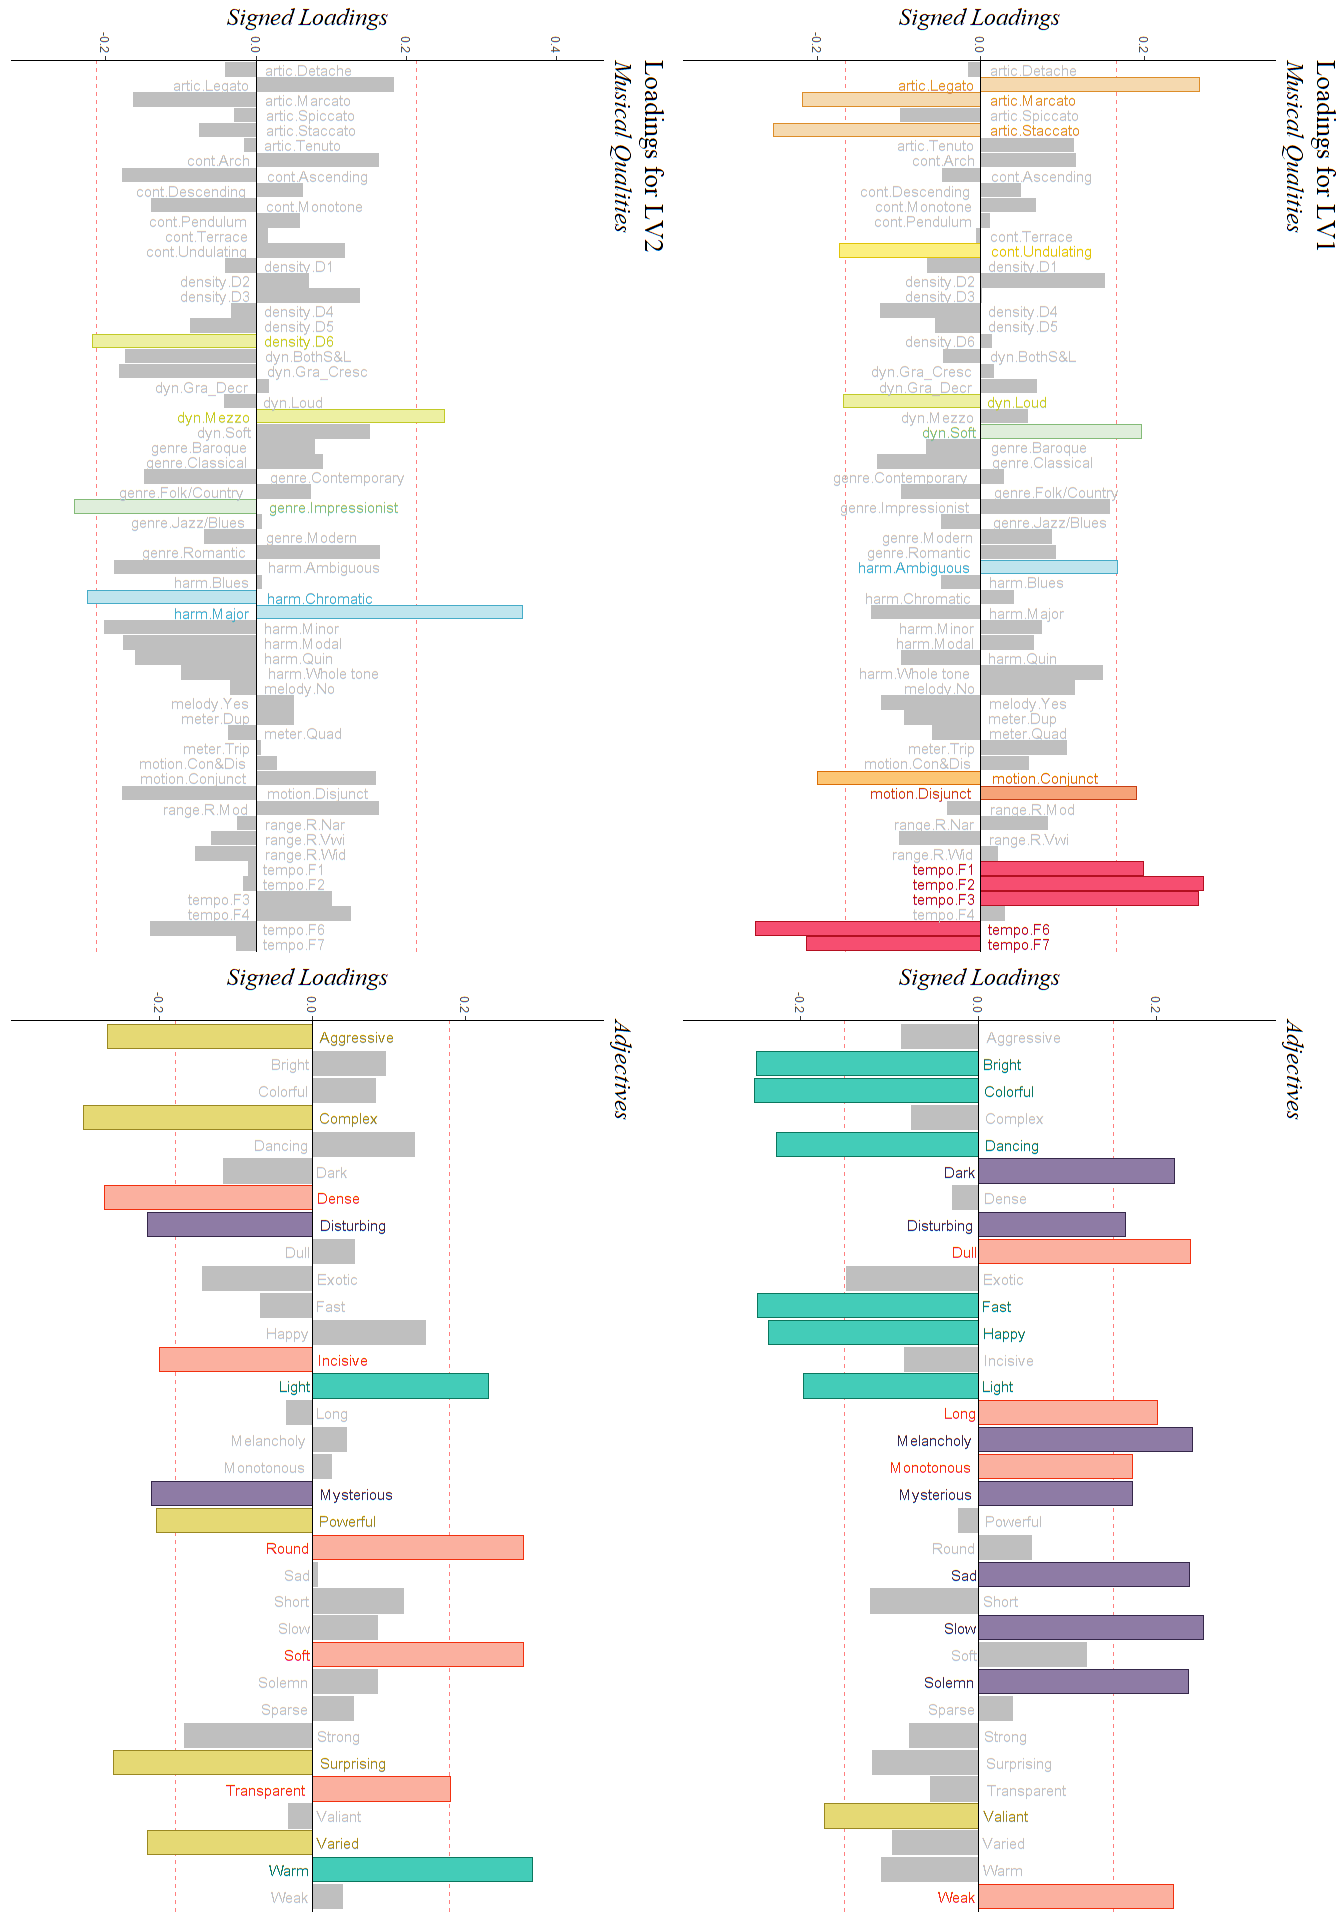 Loadings for LV1
Musical Qualities
Signed Loadings
-0.2
0.0
0.2
artic.Detache
artic.Legato
artic.Marcato
artic.Spiccato
artic.Staccato
artic.Tenuto
cont.Arch
cont.Ascending
cont.Descending
cont.Monotone
cont.Pendulum
cont.Terrace
cont.Undulating
density.D1
density.D2
density.D3
density.D4
density.D5
density.D6
dyn.BothS&L
dyn.Gra_Cresc
dyn.Gra_Decr
dyn.Loud
dyn.Mezzo
dyn.Soft
genre.Baroque
genre.Classical
genre.Contemporary
genre.Folk/Country
genre.Impressionist
genre.Jazz/Blues
genre.Modern
genre.Romantic
harm.Ambiguous
harm.Blues
harm.Chromatic
harm.Major
harm.Minor
harm.Modal
harm.Quin
harm.Whole tone
melody.No
melody.Yes
meter.Dup
meter.Quad
meter.Trip
motion.Con&Dis
motion.Conjunct
motion.Disjunct
range.R.Mod
range.R.Nar
range.R.Vwi
range.R.Wid
tempo.F1
tempo.F2
tempo.F3
tempo.F4
tempo.F6
tempo.F7
Adjectives
Signed Loadings
-0.2
0.0
0.2
Aggressive
Bright
Colorful
Complex
Dancing
Dark
Dense
Disturbing
Dull
Exotic
Fast
Happy
Incisive
Light
Long
Melancholy
Monotonous
Mysterious
Powerful
Round
Sad
Short
Slow
Soft
Solemn
Sparse
Strong
Surprising
Transparent
Valiant
Varied
Warm
Weak
Loadings for LV2
Musical Qualities
Signed Loadings
-0.2
0.0
0.2
0.4
artic.Detache
artic.Legato
artic.Marcato
artic.Spiccato
artic.Staccato
artic.Tenuto
cont.Arch
cont.Ascending
cont.Descending
cont.Monotone
cont.Pendulum
cont.Terrace
cont.Undulating
density.D1
density.D2
density.D3
density.D4
density.D5
density.D6
dyn.BothS&L
dyn.Gra_Cresc
dyn.Gra_Decr
dyn.Loud
dyn.Mezzo
dyn.Soft
genre.Baroque
genre.Classical
genre.Contemporary
genre.Folk/Country
genre.Impressionist
genre.Jazz/Blues
genre.Modern
genre.Romantic
harm.Ambiguous
harm.Blues
harm.Chromatic
harm.Major
harm.Minor
harm.Modal
harm.Quin
harm.Whole tone
melody.No
melody.Yes
meter.Dup
meter.Quad
meter.Trip
motion.Con&Dis
motion.Conjunct
motion.Disjunct
range.R.Mod
range.R.Nar
range.R.Vwi
range.R.Wid
tempo.F1
tempo.F2
tempo.F3
tempo.F4
tempo.F6
tempo.F7
Adjectives
Signed Loadings
-0.2
0.0
0.2
Aggressive
Bright
Colorful
Complex
Dancing
Dark
Dense
Disturbing
Dull
Exotic
Fast
Happy
Incisive
Light
Long
Melancholy
Monotonous
Mysterious
Powerful
Round
Sad
Short
Slow
Soft
Solemn
Sparse
Strong
Surprising
Transparent
Valiant
Varied
Warm
Weak